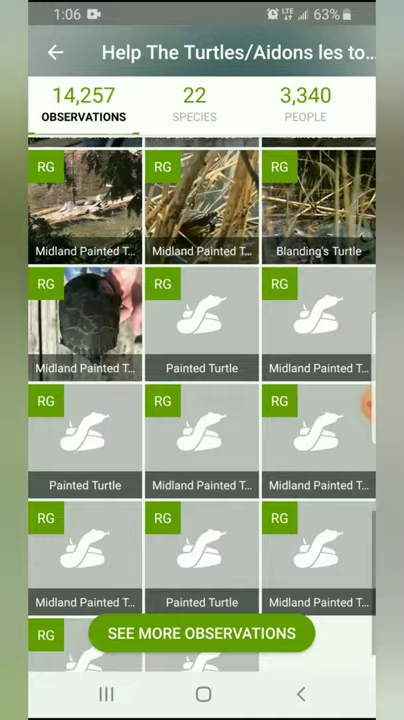 1:06 LTE 63%
Help The Turtles/Aidons les to...
14,257 22 3,340
OBSERVATIONS SPECIES PEOPLE
RG RG RG
Midland Painted T... Midland Painted T... Blanding's Turtle
RG RG RG
Midland Painted T... Painted Turtle Midland Painted T...
RG RG RG
Painted Turtle Midland Painted T... Midland Painted T...
RG RG RG
Midland Painted T... Painted Turtle Midland Painted T...
RG
SEE MORE OBSERVATIONS